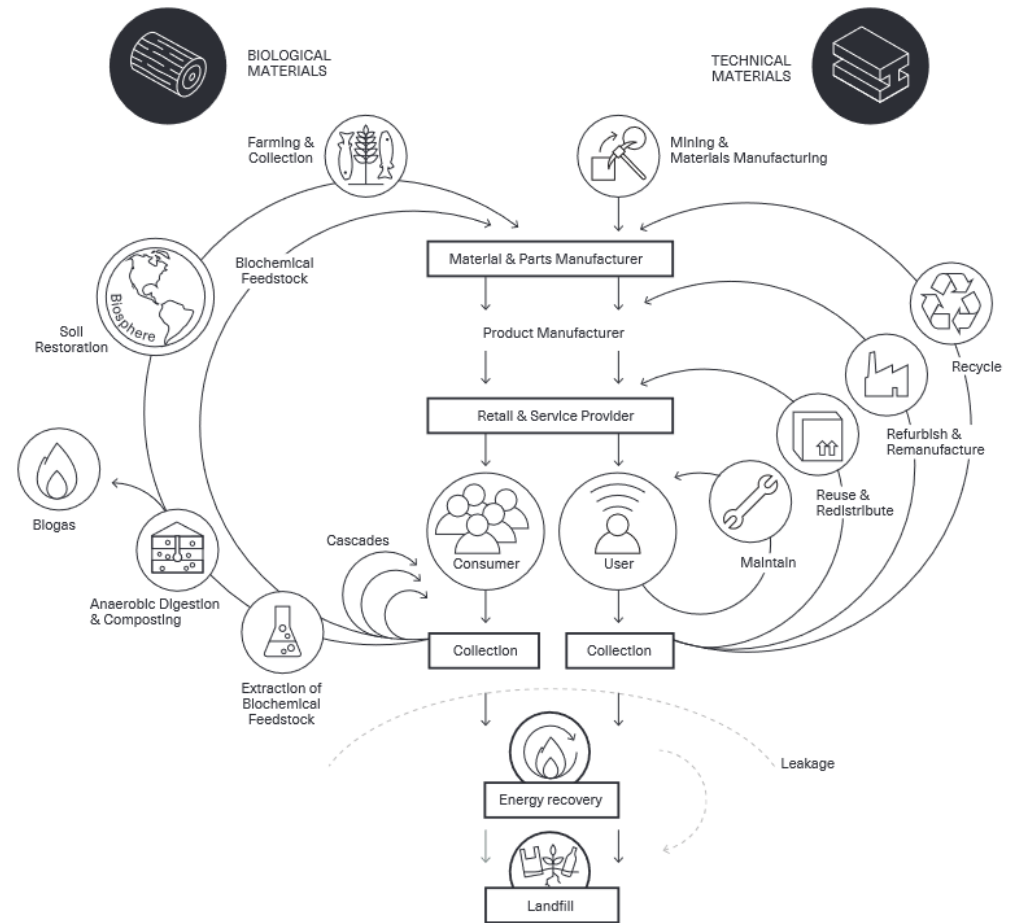 BIOLOGICAL
MATERIALS
TECHNICAL
MATERIALS
Farming &
Collection
Mining &
Materials Manufacturing
Biochemical
Feedstock
Material & Parts Manufacturer
Biosphere
Soil
Restoration
Product Manufacturer
Recycle
Retail & Service Provider
Refurbish &
Remanufacture
Reuse &
Redistribute
Biogas
Cascades
Consumer
User
Maintain
Anaerobic Digestion
& Composting
Collection
Collection
Extraction of
Biochemical
Feedstock
Leakage
Energy recovery
Landfill